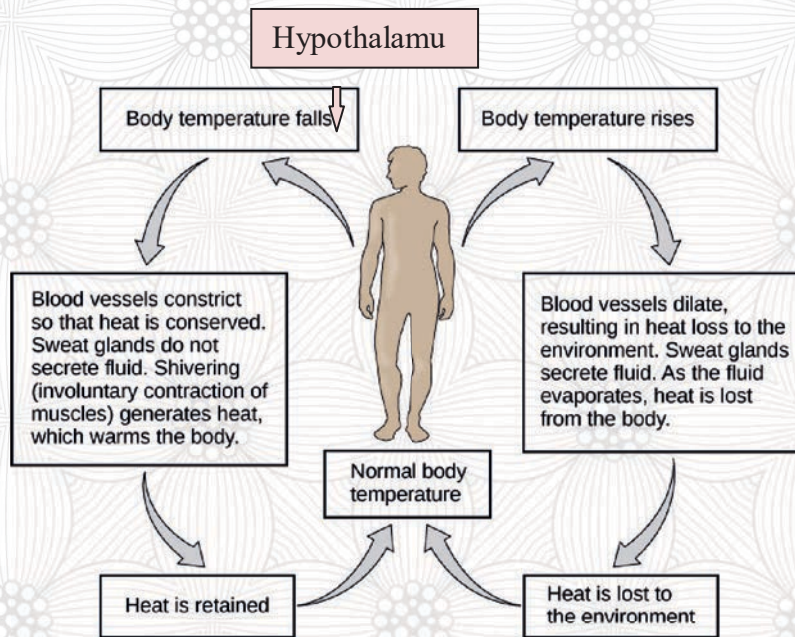 Hypothalamu
Body temperature falls
Body temperature rises
Blood vessels constrict
so that heat is conserved.
Sweat glands do not
secrete fluid. Shivering
(involuntary contraction of
muscles) generates heat,
which warms the body.
Blood vessels dilate,
resulting in heat loss to the
environment. Sweat glands
secrete fluid. As the fluid
evaporates, heat is lost
from the body.
Normal body
temperature
Heat is retained
Heat is lost to
the environment